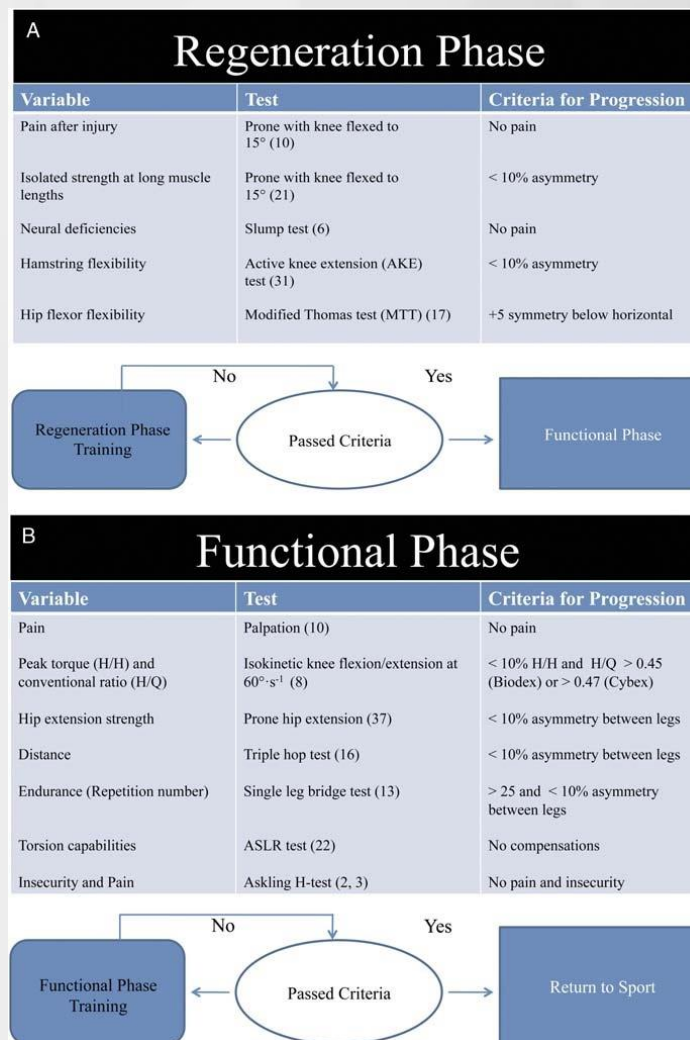 A
Regeneration Phase
Variable Test Criteria for Progression
Pain after injury Prone with knee flexed to No pain
15° (10)
Isolated strength at long muscle Prone with knee flexed to < 10% asymmetry
lengths 15° (21)
Neural deficiencies Slump test (6) No pain
Hamstring flexibility Active knee extension (AKE) < 10% asymmetry
test (31)
Hip flexor flexibility Modified Thomas test (MTT) (17) +5 symmetry below horizontal
No Yes
Regeneration Phase
Training
Passed Criteria
Functional Phase
B
Functional Phase
Variable Test Criteria for Progression
Pain Palpation (10) No pain
Peak torque (H/H) and Isokinetic knee flexion/extension at < 10% H/H and H/Q > 0.45
conventional ratio (H/Q) 60°·s⁻¹ (8) (Biodex) or > 0.47 (Cybex)
Hip extension strength Prone hip extension (37) < 10% asymmetry between legs
Distance Triple hop test (16) < 10% asymmetry between legs
Endurance (Repetition number) Single leg bridge test (13) > 25 and < 10% asymmetry
between legs
Torsion capabilities ASLR test (22) No compensations
Insecurity and Pain Askling H-test (2, 3) No pain and insecurity
No Yes
Functional Phase
Training
Passed Criteria
Return to Sport